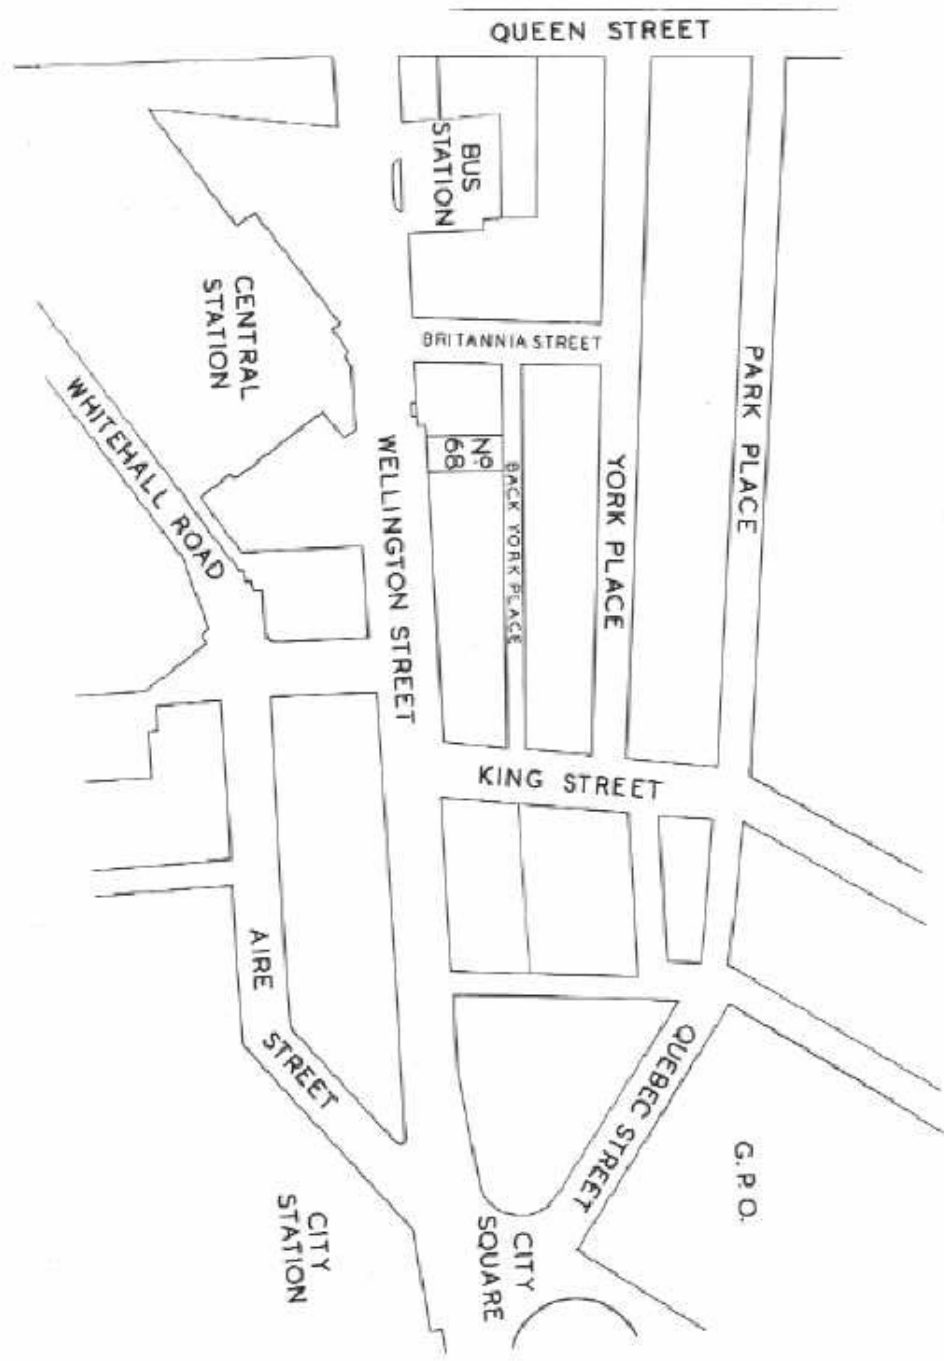 QUEEN STREET
BUS
STATION
CENTRAL
STATION
BRITANNIA STREET
PARK PLACE
WHITEHALL ROAD
WELLINGTON STREET
Nº
68
BACK YORK PLACE
YORK PLACE
KING STREET
AIRE STREET
QUEBEC STREET
G.P.O.
CITY
STATION
CITY
SQUARE